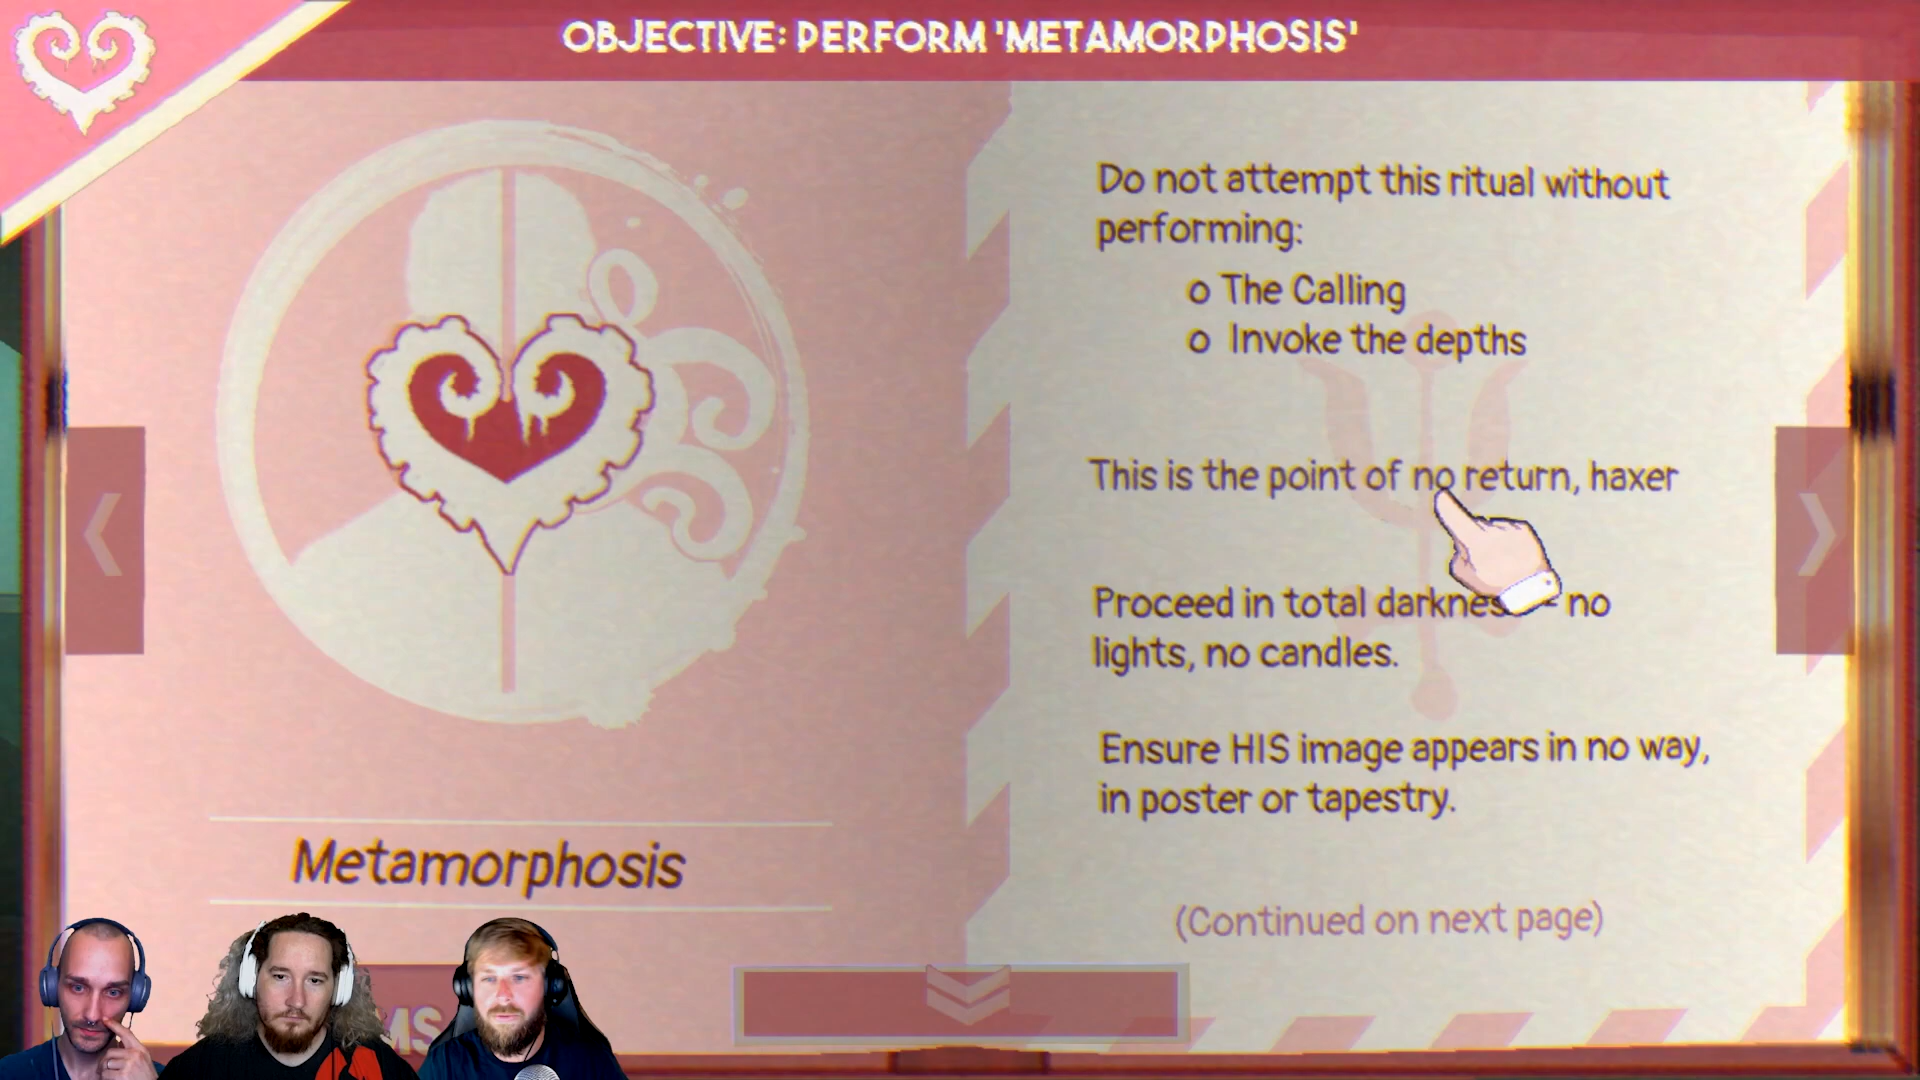 OBJECTIVE: PERFORM 'METAMORPHOSIS'
Do not attempt this ritual without
performing:
o The Calling
o Invoke the depths
This is the point of no return, haxer
Proceed in total darkness - no
lights, no candles.
Ensure HIS image appears in no way,
in poster or tapestry.
(Continued on next page)
Metamorphosis